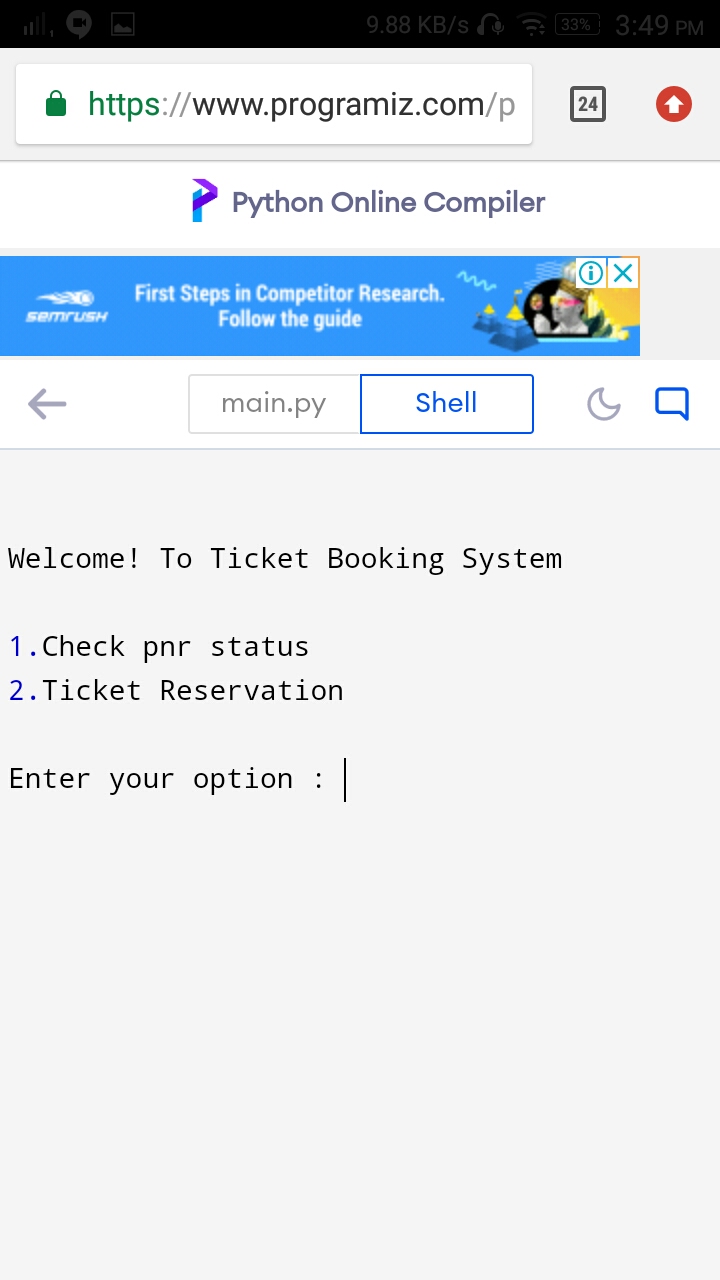 9.88 KB/s 33% 3:49 PM
https://www.programiz.com/p 24
Python Online Compiler
semrush
First Steps in Competitor Research.
Follow the guide
main.py Shell
Welcome! To Ticket Booking System
1.Check pnr status
2.Ticket Reservation
Enter your option :